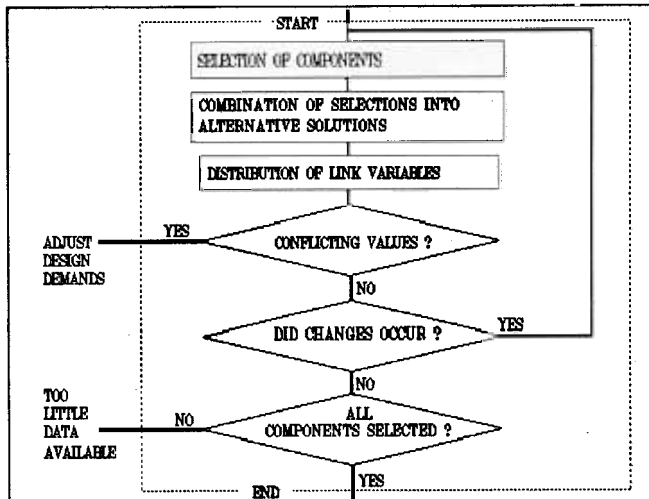 START
SELECTION OF COMPONENTS
COMBINATION OF SELECTIONS INTO
ALTERNATIVE SOLUTIONS
DISTRIBUTION OF LINK VARIABLES
YES
CONFLICTING VALUES ?
ADJUST
DESIGN
DEMANDS
NO
DID CHANGES OCCUR ?
YES
NO
TOO
LITTLE
DATA
AVAILABLE
NO
ALL
COMPONENTS SELECTED ?
YES
END